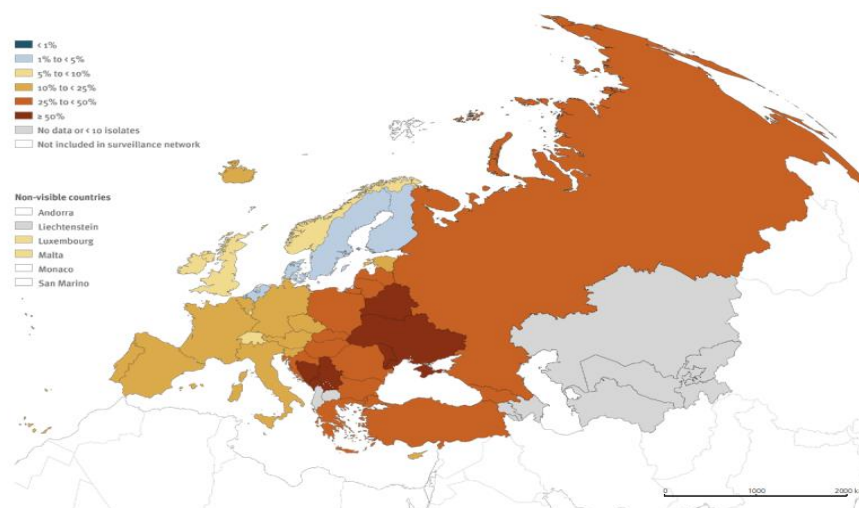 < 1%
1% to < 5%
5% to < 10%
10% to < 25%
25% to < 50%
≥ 50%
No data or < 10 isolates
Not included in surveillance network
Non-visible countries
Andorra
Liechtenstein
Luxembourg
Malta
Monaco
San Marino
0 1000 2000 k